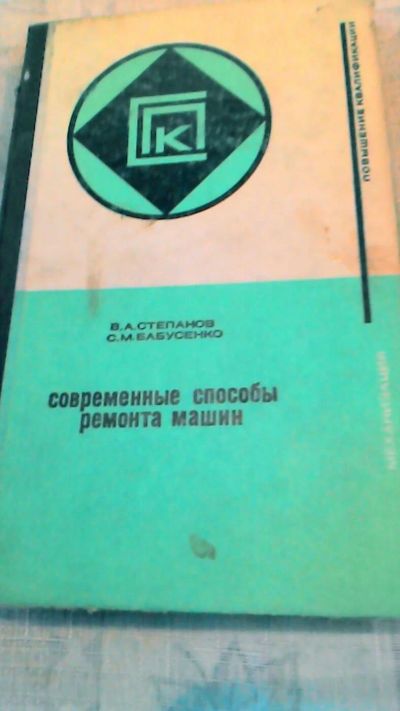 ПОВЫШЕНИЕ КВАЛИФИКАЦИИ
В.А.СТЕПАНОВ
С.М.БАБУСЕНКО
современные способы
ремонта машин
МЕХАНИЗАЦИЯ